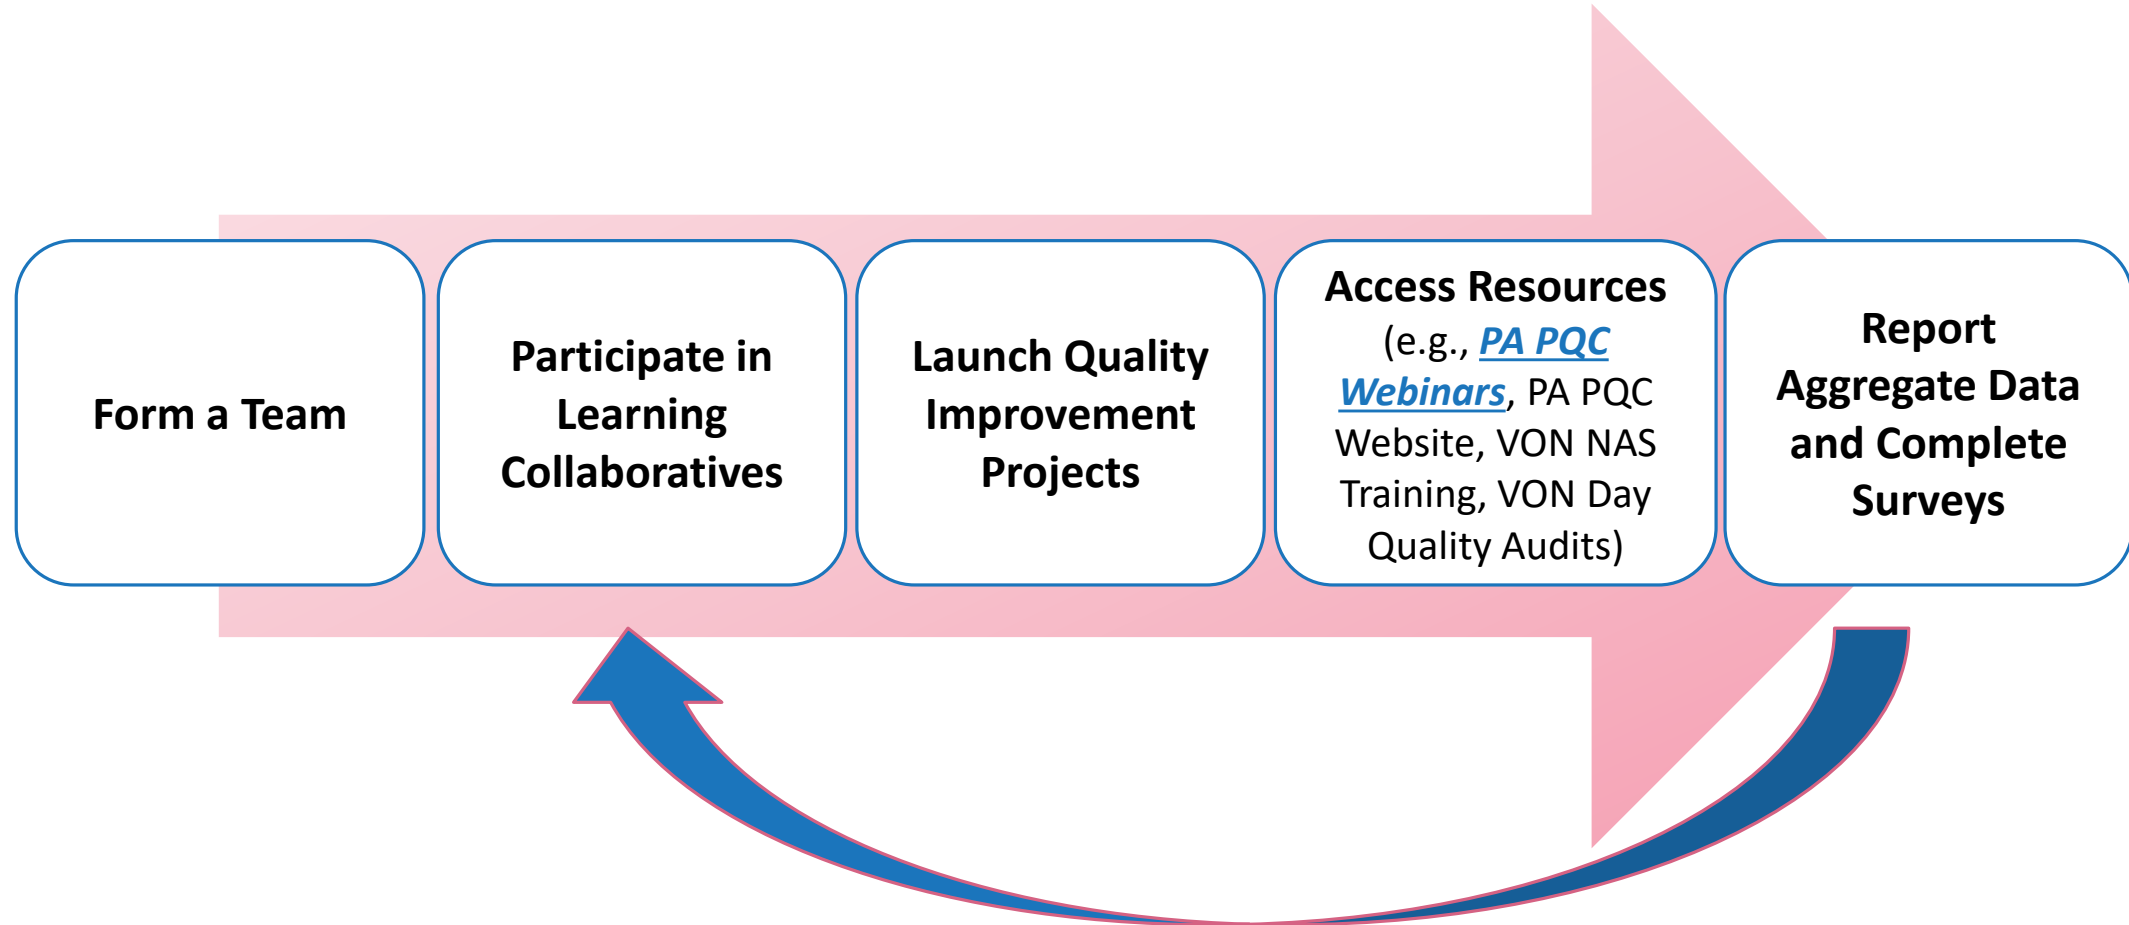 Form a Team
Participate in
Learning
Collaboratives
Launch Quality
Improvement
Projects
Access Resources
(e.g., PA PQC
Webinars, PA PQC
Website, VON NAS
Training, VON Day
Quality Audits)
Report
Aggregate Data
and Complete
Surveys